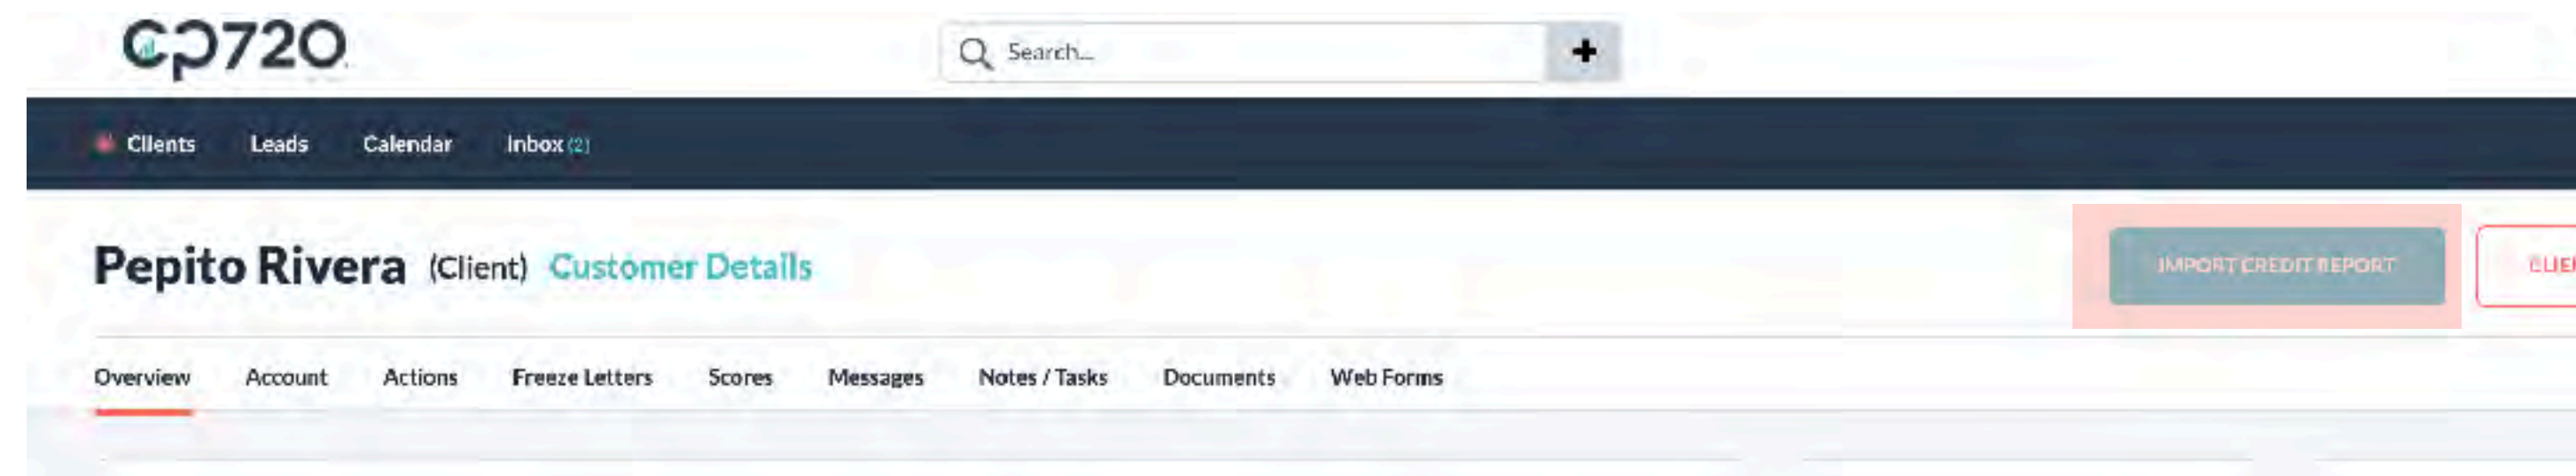 cp720
Search...
Clients Leads Calendar Inbox (2)
Pepito Rivera (Client) Customer Details IMPORT CREDIT REPORT
Overview Account Actions Freeze Letters Scores Messages Notes / Tasks Documents Web Forms